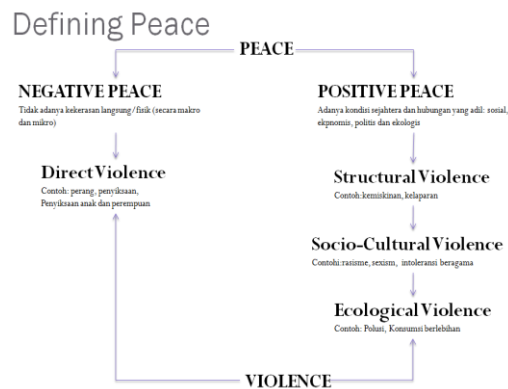 Defining Peace
PEACE
NEGATIVE PEACE
Tidak adanya kekerasan langsung/fisik (secara makro
dan mikro)
Direct Violence
Contoh: perang, penyiksaan,
Penyiksaan anak dan perempuan
POSITIVE PEACE
Adanya kondisi sejahtera dan hubungan yang adil: sosial,
ekpnomis, politis dan ekologis
Structural Violence
Contoh:kemiskinan, kelaparan
Socio-Cultural Violence
Contohi:rasisme, sexism, intoleransi beragama
Ecological Violence
Contoh: Polusi, Konsumsi berlebihan
VIOLENCE